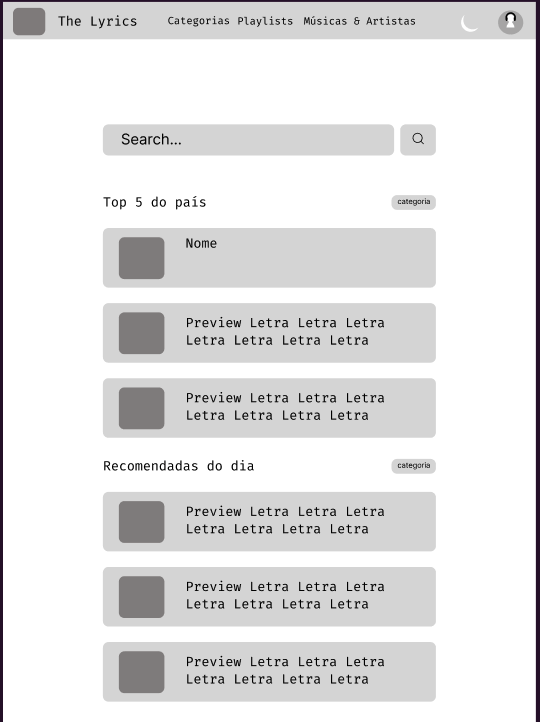 The Lyrics
Categorias Playlists Músicas & Artistas
Search...
Top 5 do país
categoria
Nome
Preview Letra Letra Letra
Letra Letra Letra Letra
Preview Letra Letra Letra
Letra Letra Letra Letra
Recomendadas do dia
categoria
Preview Letra Letra Letra
Letra Letra Letra Letra
Preview Letra Letra Letra
Letra Letra Letra Letra
Preview Letra Letra Letra
Letra Letra Letra Letra